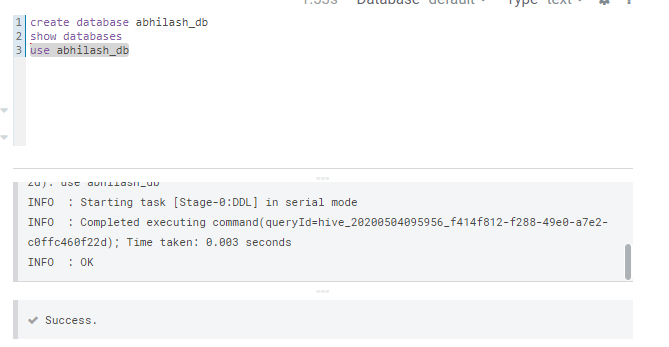 1.53s Database default Type text
1 create database abhilash_db
2 show databases
3 use abhilash_db
2d): use abhilash_db
INFO : Starting task [Stage-0:DDL] in serial mode
INFO : Completed executing command(queryId=hive_20200504095956_f414f812-f288-49e0-a7e2-
c0ffc460f22d); Time taken: 0.003 seconds
INFO : OK
Success.